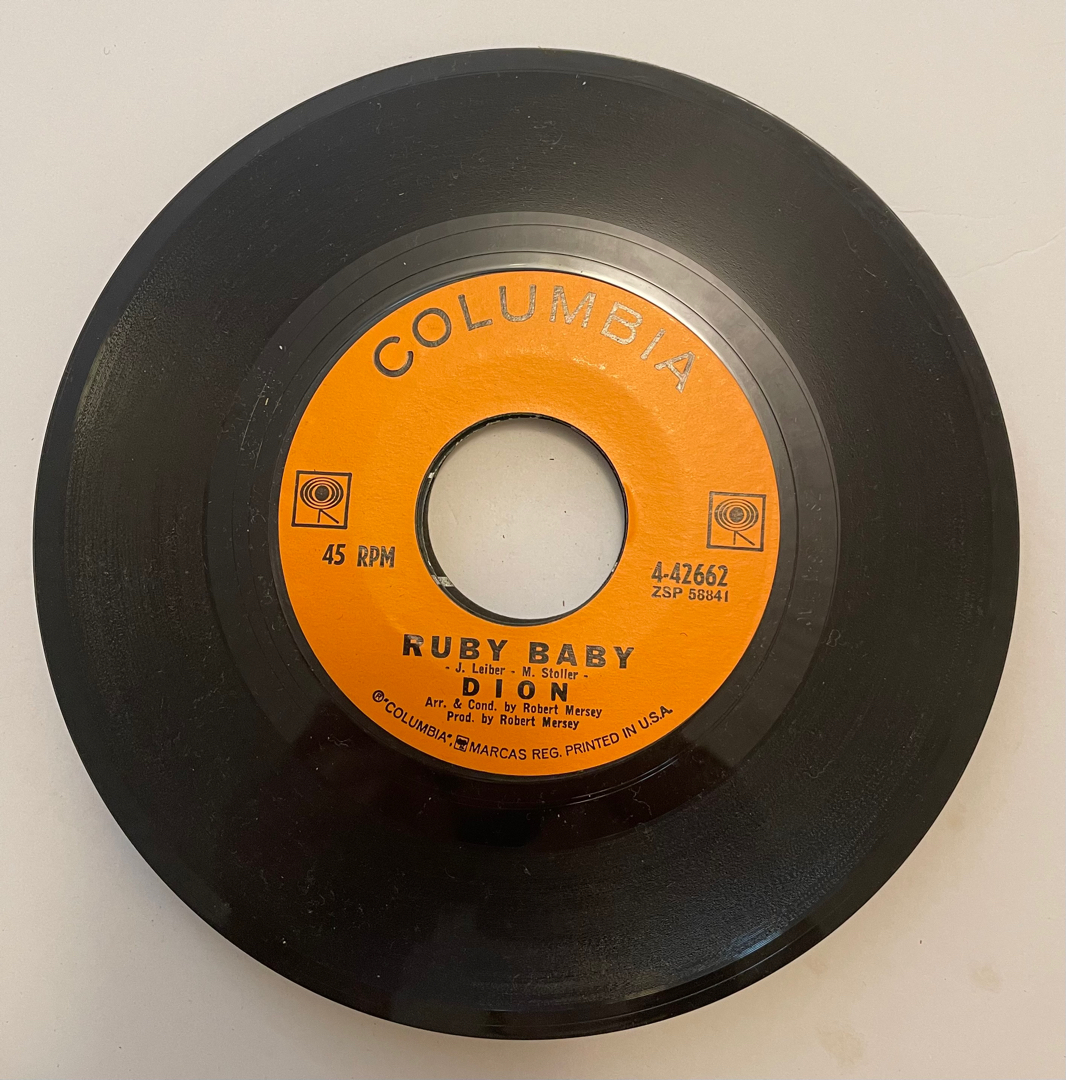 COLUMBIA
45 RPM
4-42662
ZSP 58841
RUBY BABY
- J. Leiber - M. Stoller -
DION
Arr. & Cond. by Robert Mersey
Prod. by Robert Mersey
Ⓡ"COLUMBIA", MARCAS REG. PRINTED IN U.S.A.